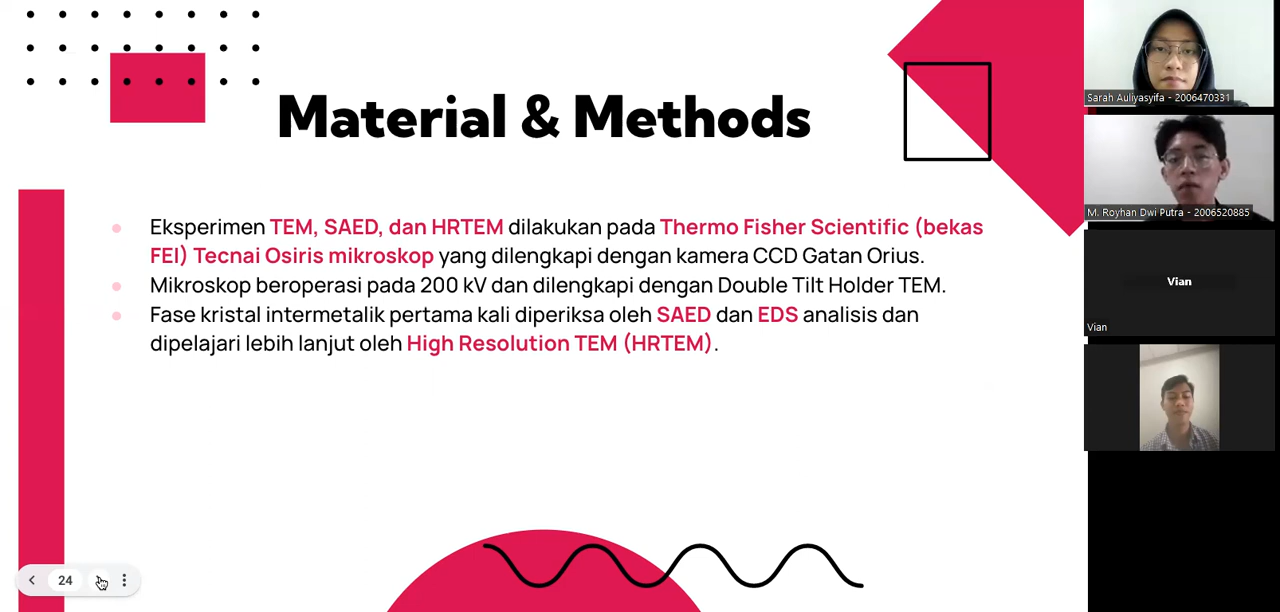 Material & Methods
Eksperimen TEM, SAED, dan HRTEM dilakukan pada Thermo Fisher Scientific (bekas
FEI) Tecnai Osiris mikroskop yang dilengkapi dengan kamera CCD Gatan Orius.
Mikroskop beroperasi pada 200 kV dan dilengkapi dengan Double Tilt Holder TEM.
Fase kristal intermetalik pertama kali diperiksa oleh SAED dan EDS analisis dan
dipelajari lebih lanjut oleh High Resolution TEM (HRTEM).
24
Sarah Auliyasyifa - 2006470331
M. Royhan Dwi Putra - 2006520885
Vian
Vian